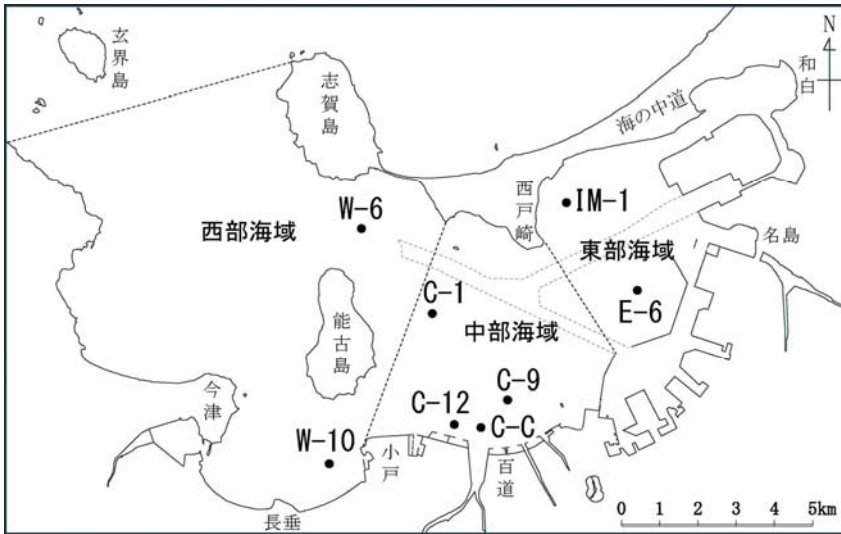 玄界島
志賀島
N
和白
海の中道
西戸崎
IM-1
W-6
西部海域
東部海域
名島
C-1
E-6
能古島
中部海域
今津
C-9
C-12
C-C
W-10
小戸
百道
長垂
0 1 2 3 4 5km